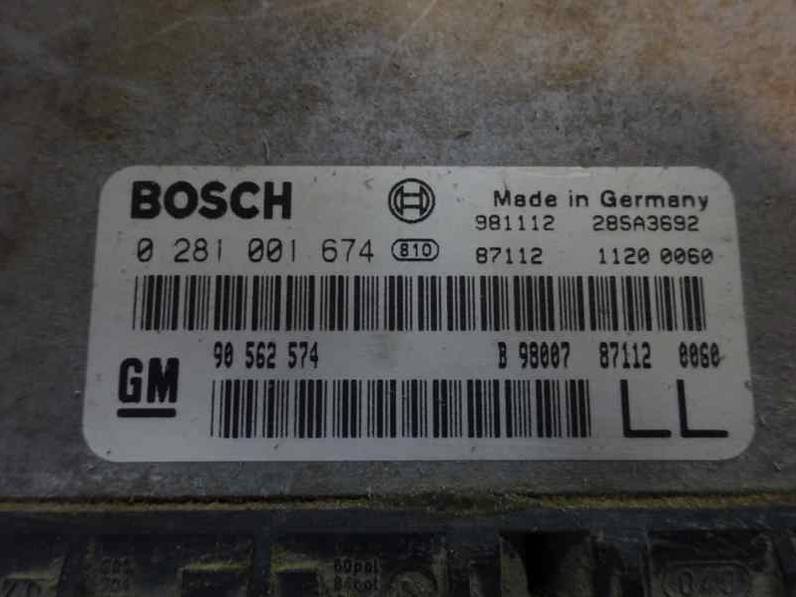 BOSCH Made in Germany
981112 28SA3692
0 281 001 674 810 87112 1120 0060
90 562 574 B 98007 87112 0060
GM
LL